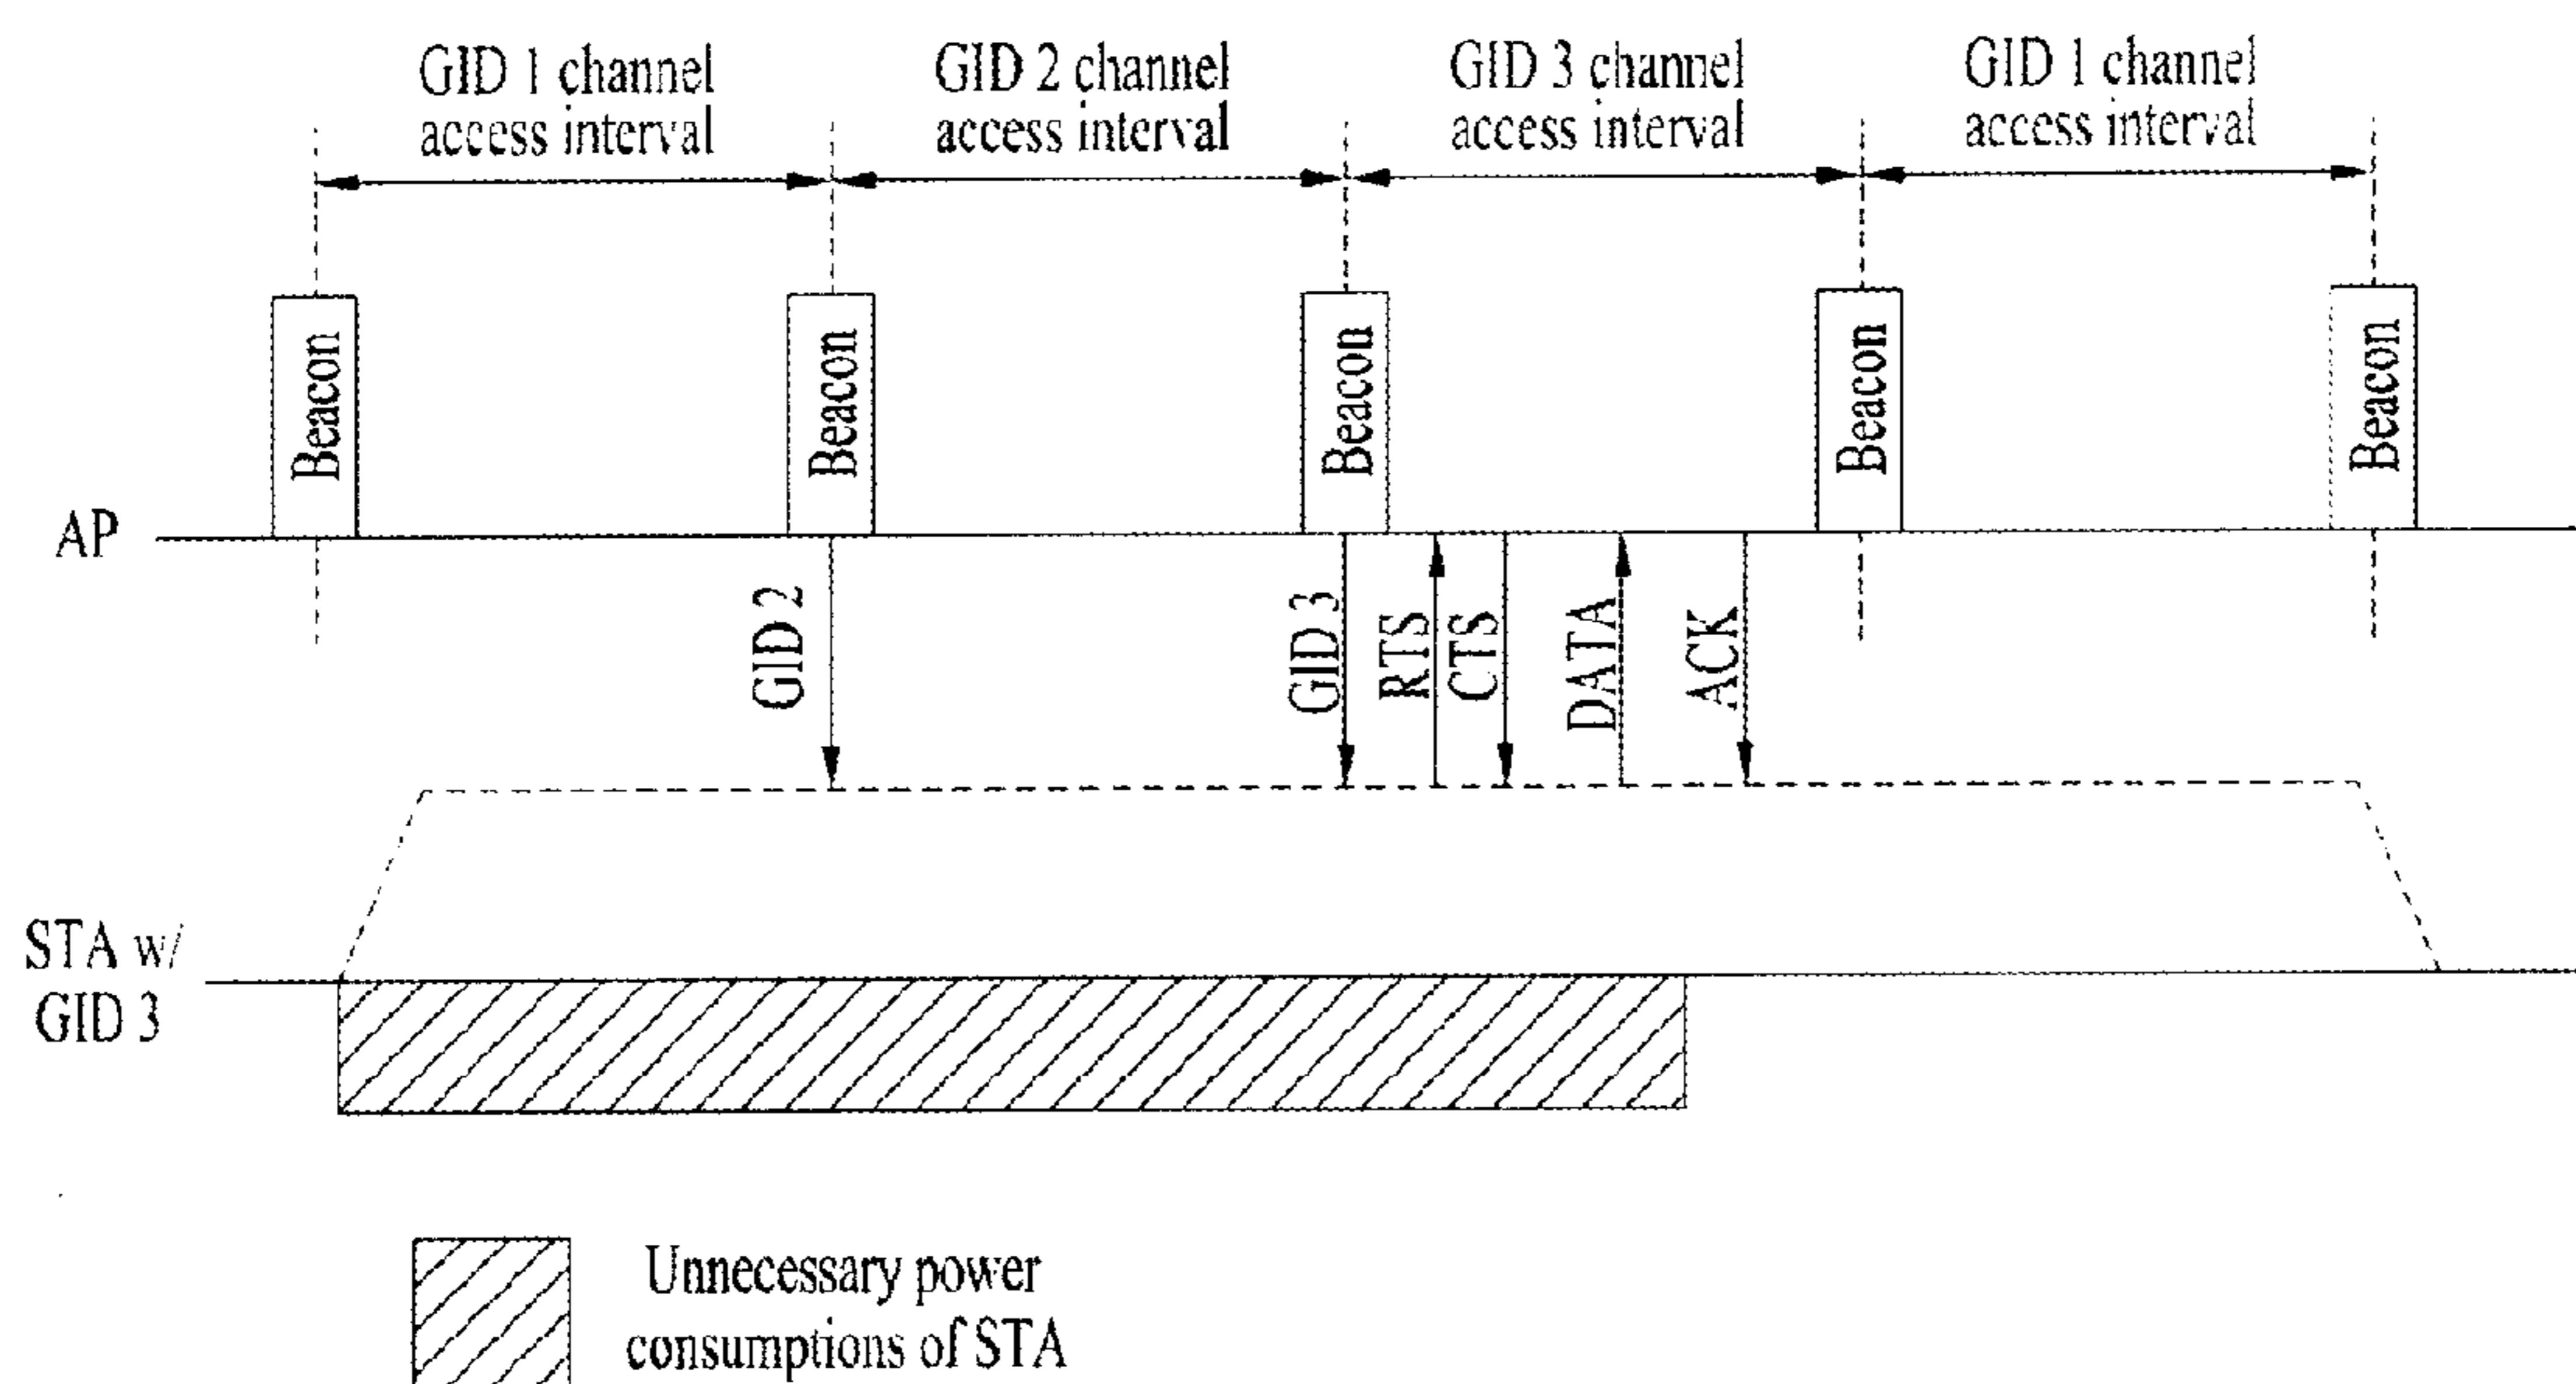 GID 1 channel
access interval
GID 2 channel
access interval
GID 3 channel
access interval
GID 1 channel
access interval
Beacon
Beacon
Beacon
Beacon
Beacon
AP
GID 2
GID 3
RTS
CTS
DATA
ACK
STA w/
GID 3
Unnecessary power
consumptions of STA